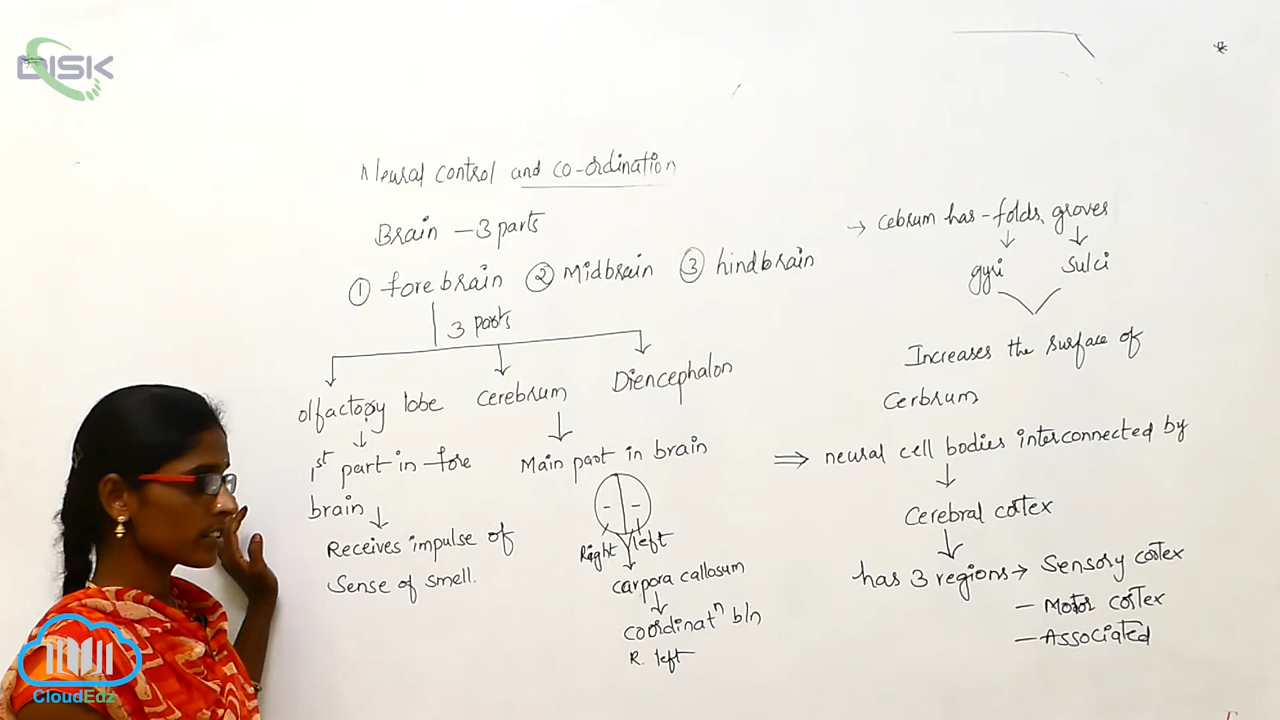 DISK
Neural control and co-ordination
Brain - 3 parts
① forebrain ② Midbrain ③ hindbrain
3 parts
olfactory lobe
cerebrum
Diencephalon
1st part in fore
brain
Receives impulse of
Sense of smell.
Main part in brain
Right left
carpora callosum
coordinatn b/n
R. left
→ cebrum has - folds, groves
gyri
Sulci
Increases the surface of
Cerbrum
⇒ neural cell bodies interconnected by
Cerebral cortex
has 3 regions → Sensory cortex
- Motor cortex
- Associated
CloudEdz